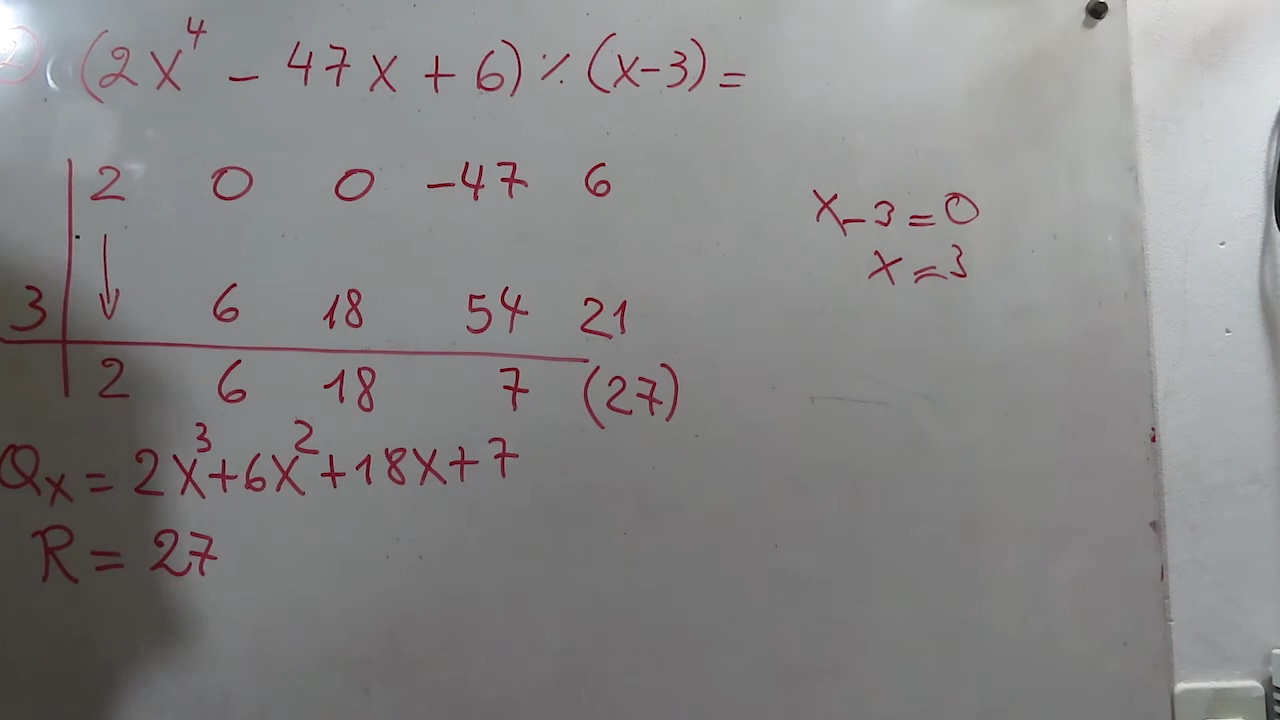 2) (2x⁴ - 47x + 6) ٪ (x-3) =
2 0 0 -47 6
x-3=0
x=3
3 6 18 54 21
2 6 18 7 (27)
Qx = 2x³+6x²+18x+7
R = 27